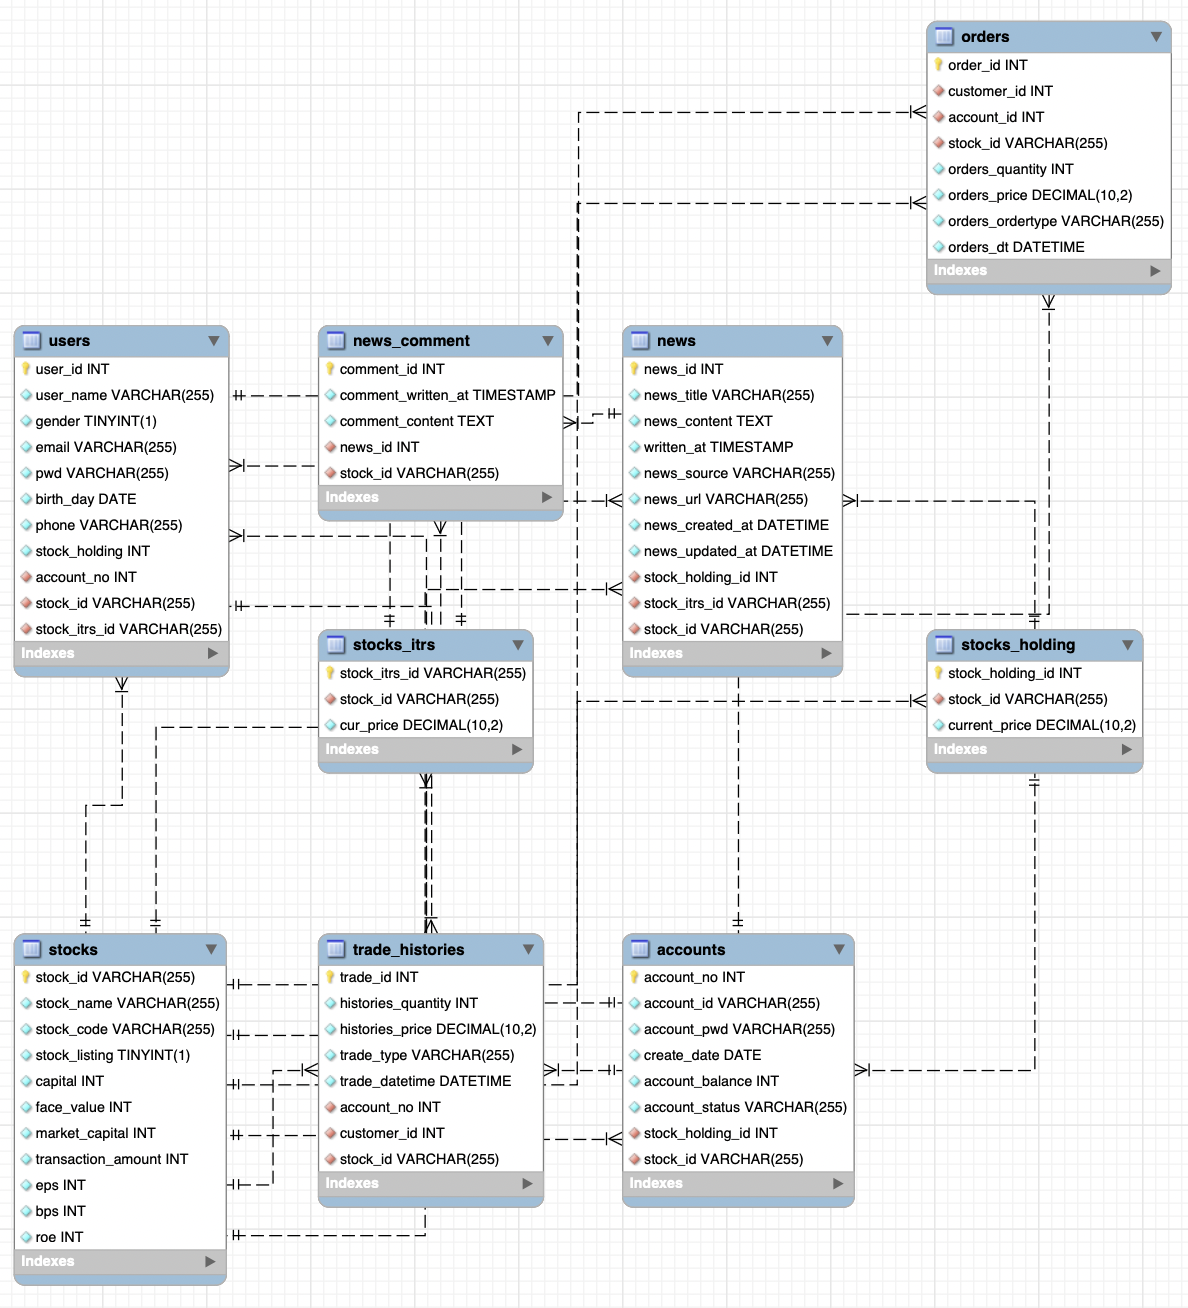 orders
order_id INT
customer_id INT
account_id INT
stock_id VARCHAR(255)
orders_quantity INT
orders_price DECIMAL(10,2)
orders_ordertype VARCHAR(255)
orders_dt DATETIME
Indexes
users
user_id INT
user_name VARCHAR(255)
gender TINYINT(1)
email VARCHAR(255)
pwd VARCHAR(255)
birth_day DATE
phone VARCHAR(255)
stock_holding INT
account_no INT
stock_id VARCHAR(255)
stock_itrs_id VARCHAR(255)
Indexes
news_comment
comment_id INT
comment_written_at TIMESTAMP
comment_content TEXT
news_id INT
stock_id VARCHAR(255)
Indexes
news
news_id INT
news_title VARCHAR(255)
news_content TEXT
written_at TIMESTAMP
news_source VARCHAR(255)
news_url VARCHAR(255)
news_created_at DATETIME
news_updated_at DATETIME
stock_holding_id INT
stock_itrs_id VARCHAR(255)
stock_id VARCHAR(255)
Indexes
stocks_itrs
stock_itrs_id VARCHAR(255)
stock_id VARCHAR(255)
cur_price DECIMAL(10,2)
Indexes
stocks_holding
stock_holding_id INT
stock_id VARCHAR(255)
current_price DECIMAL(10,2)
Indexes
stocks
stock_id VARCHAR(255)
stock_name VARCHAR(255)
stock_code VARCHAR(255)
stock_listing TINYINT(1)
capital INT
face_value INT
market_capital INT
transaction_amount INT
eps INT
bps INT
roe INT
Indexes
trade_histories
trade_id INT
histories_quantity INT
histories_price DECIMAL(10,2)
trade_type VARCHAR(255)
trade_datetime DATETIME
account_no INT
customer_id INT
stock_id VARCHAR(255)
Indexes
accounts
account_no INT
account_id VARCHAR(255)
account_pwd VARCHAR(255)
create_date DATE
account_balance INT
account_status VARCHAR(255)
stock_holding_id INT
stock_id VARCHAR(255)
Indexes